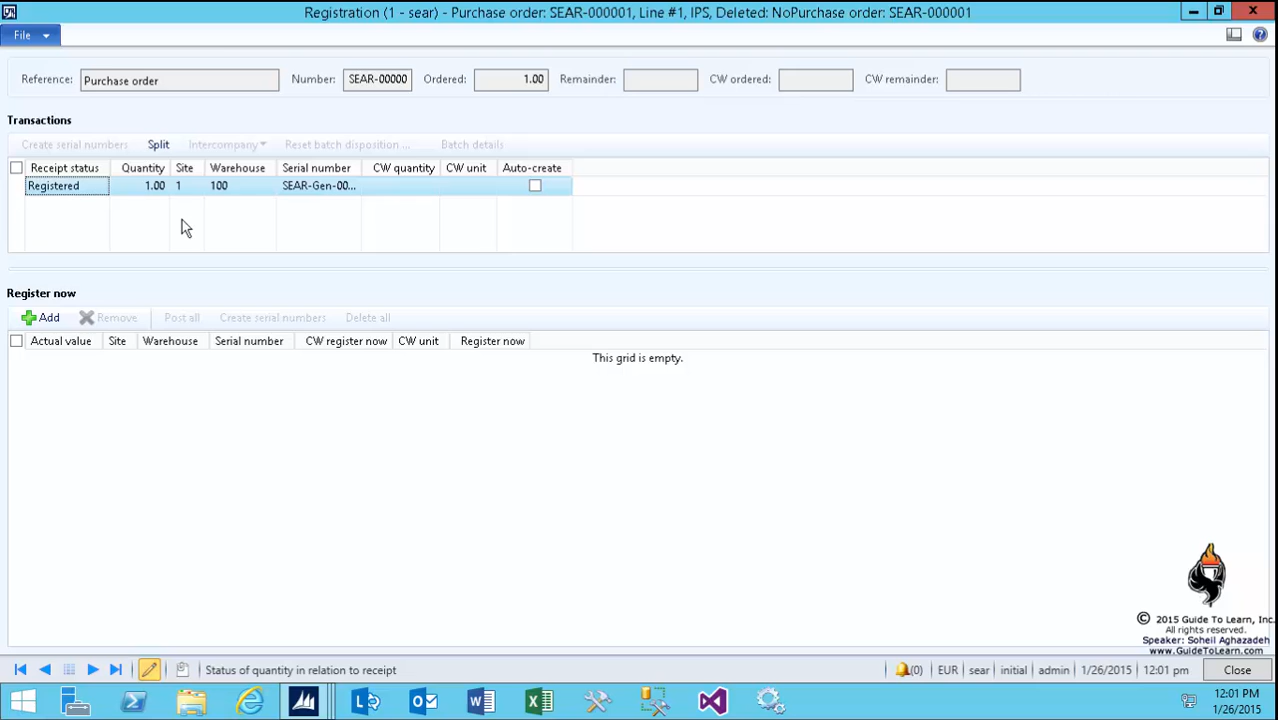 Registration (1 - sear) - Purchase order: SEAR-000001, Line #1, IPS, Deleted: NoPurchase order: SEAR-000001
File
Reference: Purchase order Number: SEAR-00000 Ordered: 1.00 Remainder: CW ordered: CW remainder:
Transactions
Create serial numbers Split Intercompany Reset batch disposition ... Batch details
Receipt status Quantity Site Warehouse Serial number CW quantity CW unit Auto-create
Registered 1.00 1 100 SEAR-Gen-00...
Register now
Add Remove Post all Create serial numbers Delete all
Actual value Site Warehouse Serial number CW register now CW unit Register now
This grid is empty.
© 2015 Guide To Learn, Inc.
All rights reserved.
Speaker: Soheil Aghazadeh
www.GuideToLearn.com
Status of quantity in relation to receipt (0) EUR sear initial admin 1/26/2015 12:01 pm Close
12:01 PM
1/26/2015